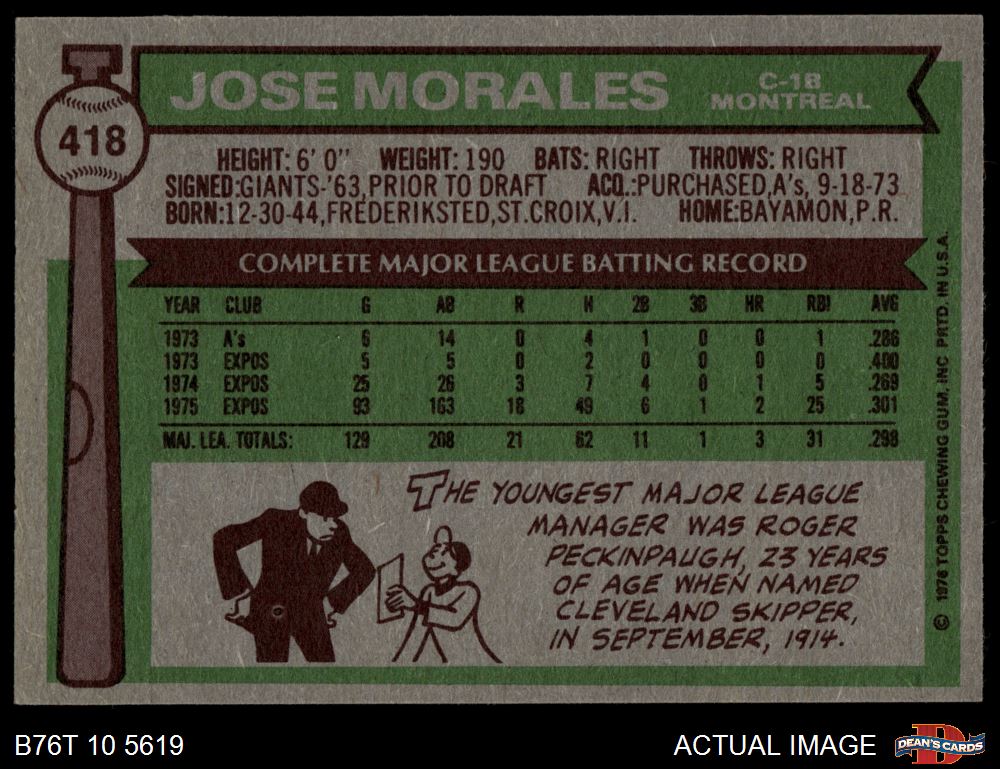 JOSE MORALES
C-1B
MONTREAL
418
HEIGHT: 6' 0" WEIGHT: 190 BATS: RIGHT THROWS: RIGHT
SIGNED:GIANTS-'63,PRIOR TO DRAFT ACQ.:PURCHASED,A's, 9-18-73
BORN:12-30-44,FREDERIKSTED,ST.CROIX,V.I. HOME:BAYAMON,P.R.
COMPLETE MAJOR LEAGUE BATTING RECORD
YEAR CLUB G AB R H 2B 3B HR RBI AVG
1973 A's 6 14 0 4 1 0 0 1 .286
1973 EXPOS 5 5 0 2 0 0 0 0 .400
1974 EXPOS 25 26 3 7 4 0 1 5 .269
1975 EXPOS 93 163 18 49 6 1 2 25 .301
MAJ. LEA. TOTALS: 129 208 21 62 11 1 3 31 .298
THE YOUNGEST MAJOR LEAGUE
MANAGER WAS ROGER
PECKINPAUGH, 23 YEARS
OF AGE WHEN NAMED
CLEVELAND SKIPPER,
IN SEPTEMBER, 1914.
© 1976 TOPPS CHEWING GUM, INC PRTD. IN U.S.A.
B76T 10 5619
ACTUAL IMAGE
DEAN'S CARDS